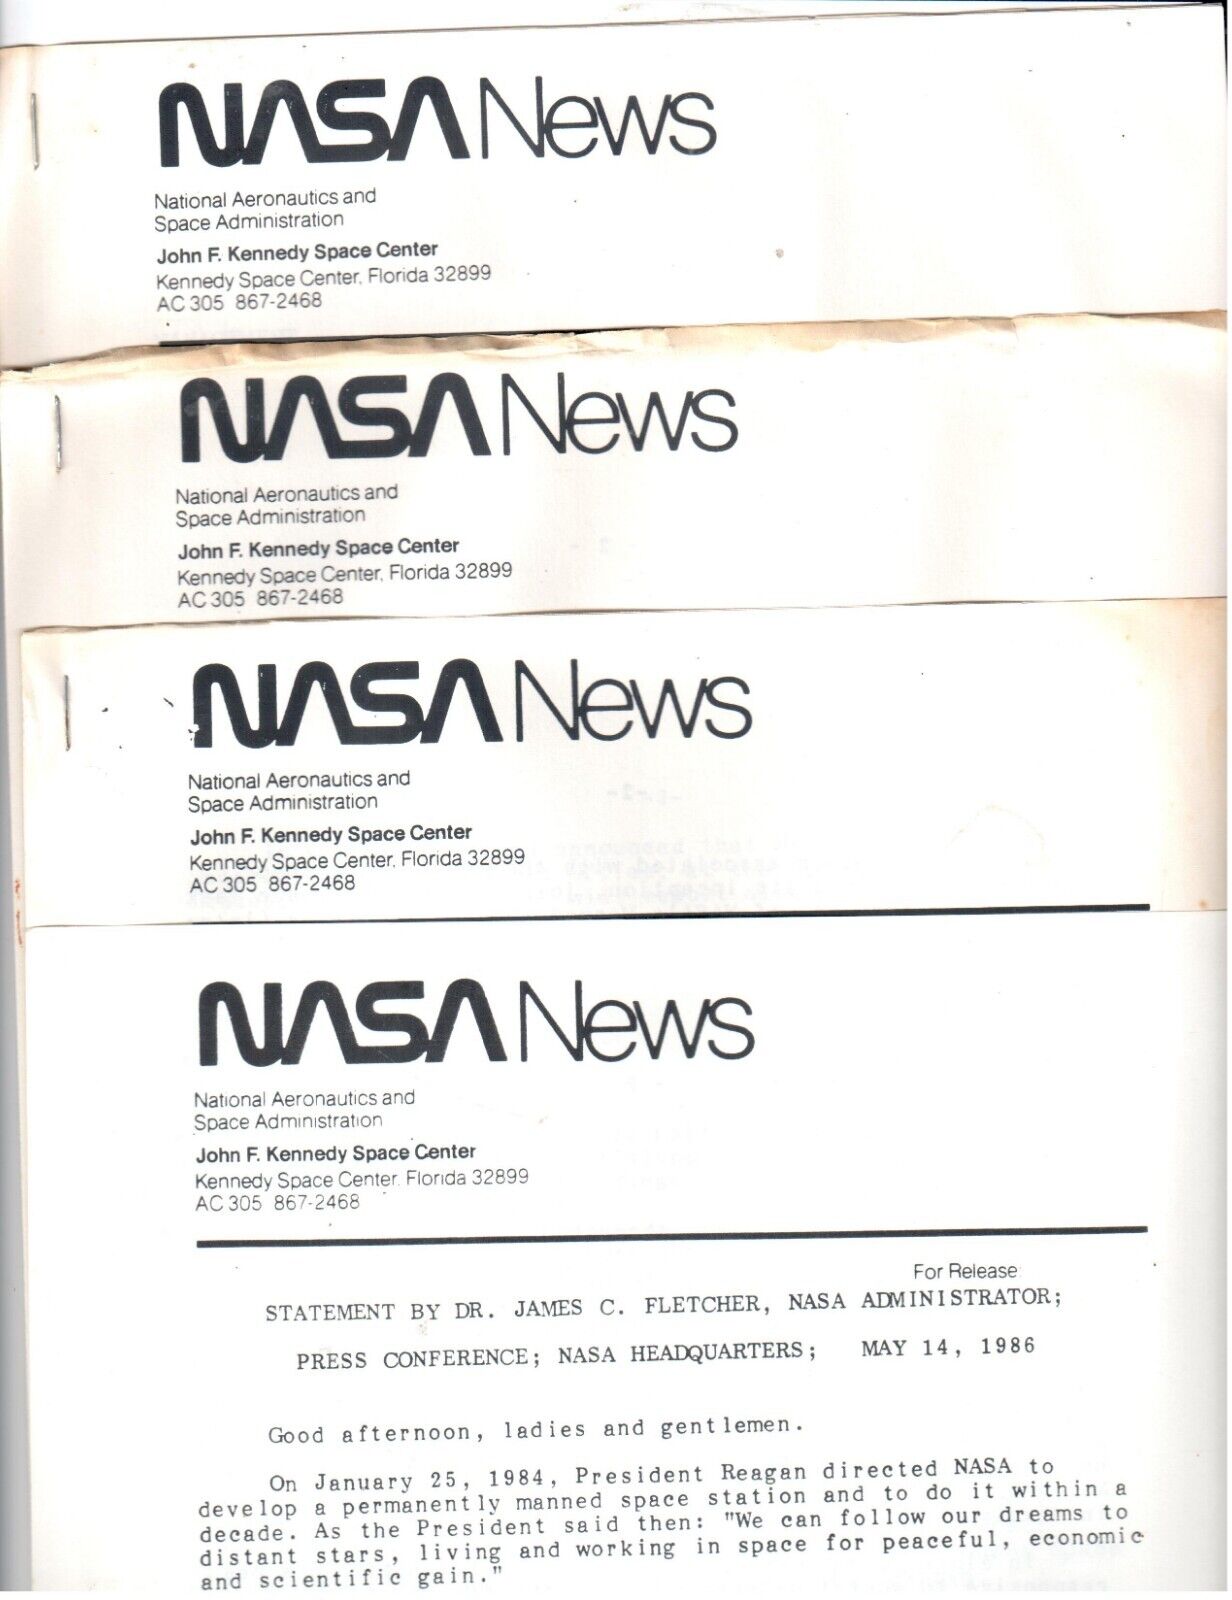 NASA News
National Aeronautics and
Space Administration
John F. Kennedy Space Center
Kennedy Space Center, Florida 32899
AC 305 867-2468
NASA News
National Aeronautics and
Space Administration
John F. Kennedy Space Center
Kennedy Space Center, Florida 32899
AC 305 867-2468
NASA News
National Aeronautics and
Space Administration
John F. Kennedy Space Center
Kennedy Space Center, Florida 32899
AC 305 867-2468
NASA News
National Aeronautics and
Space Administration
John F. Kennedy Space Center
Kennedy Space Center, Florida 32899
AC 305 867-2468
For Release
STATEMENT BY DR. JAMES C. FLETCHER, NASA ADMINISTRATOR;
PRESS CONFERENCE; NASA HEADQUARTERS; MAY 14, 1986
Good afternoon, ladies and gentlemen.
On January 25, 1984, President Reagan directed NASA to
develop a permanently manned space station and to do it within a
decade. As the President said then: "We can follow our dreams to
distant stars, living and working in space for peaceful, economic
and scientific gain."